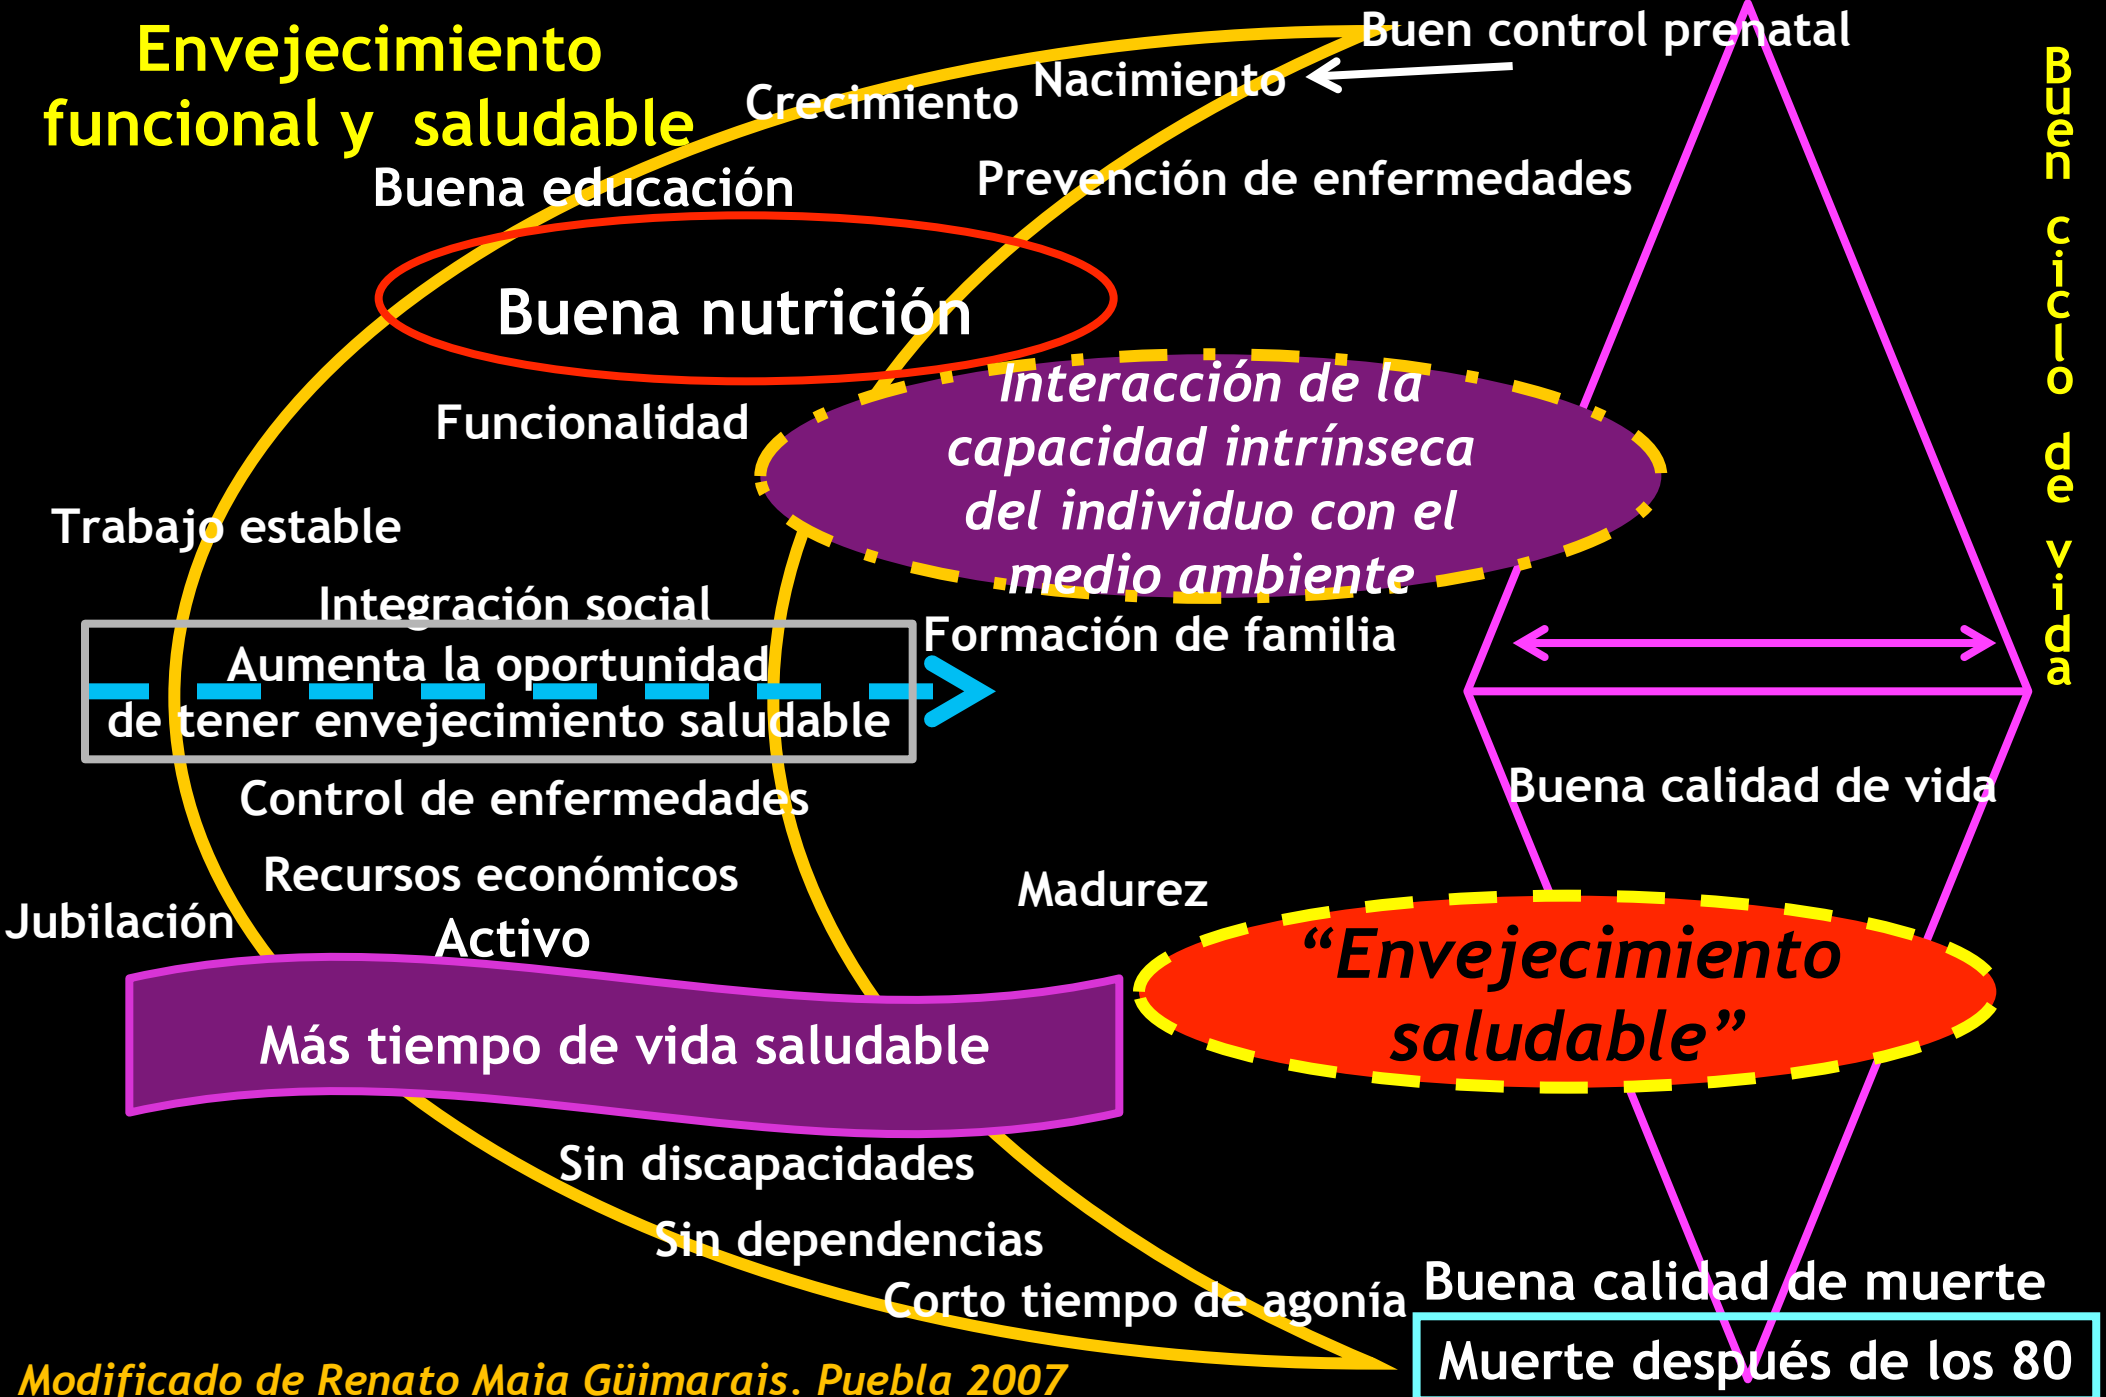 Envejecimiento
funcional y saludable
Buen control prenatal
Nacimiento
Crecimiento
Buena educación
Prevención de enfermedades
Buena nutrición
Interacción de la
capacidad intrínseca
del individuo con el
medio ambiente
Funcionalidad
Trabajo estable
Integración social
Formación de familia
Aumenta la oportunidad
de tener envejecimiento saludable
Control de enfermedades
Buena calidad de vida
Recursos económicos
Madurez
Jubilación
Activo
“Envejecimiento
saludable”
Más tiempo de vida saludable
Sin discapacidades
Sin dependencias
Corto tiempo de agonía
Buena calidad de muerte
Muerte después de los 80
Modificado de Renato Maia Güimarais. Puebla 2007
Buen ciclo de vida